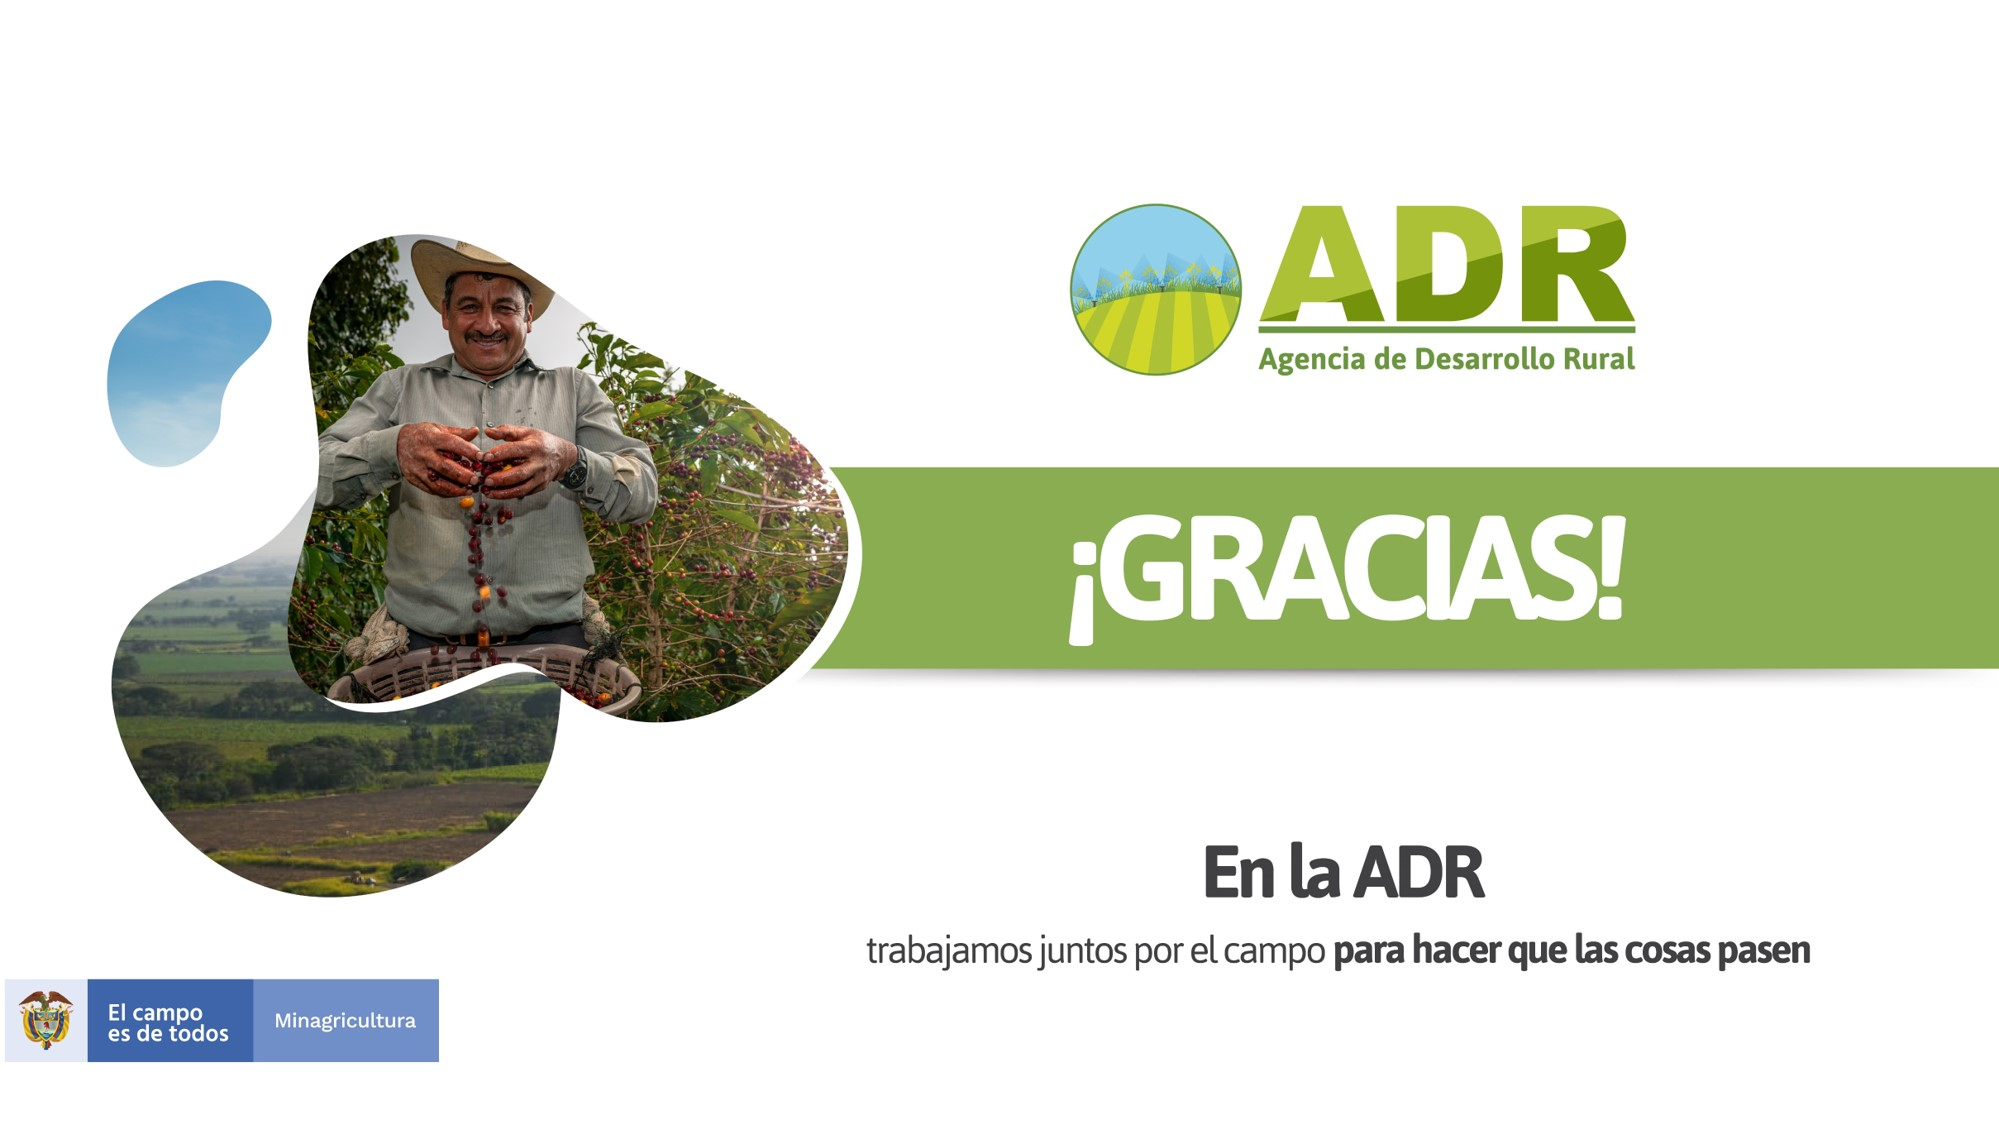 ADR
Agencia de Desarrollo Rural
¡GRACIAS!
En la ADR
trabajamos juntos por el campo para hacer que las cosas pasen
El campo
es de todos
Minagricultura